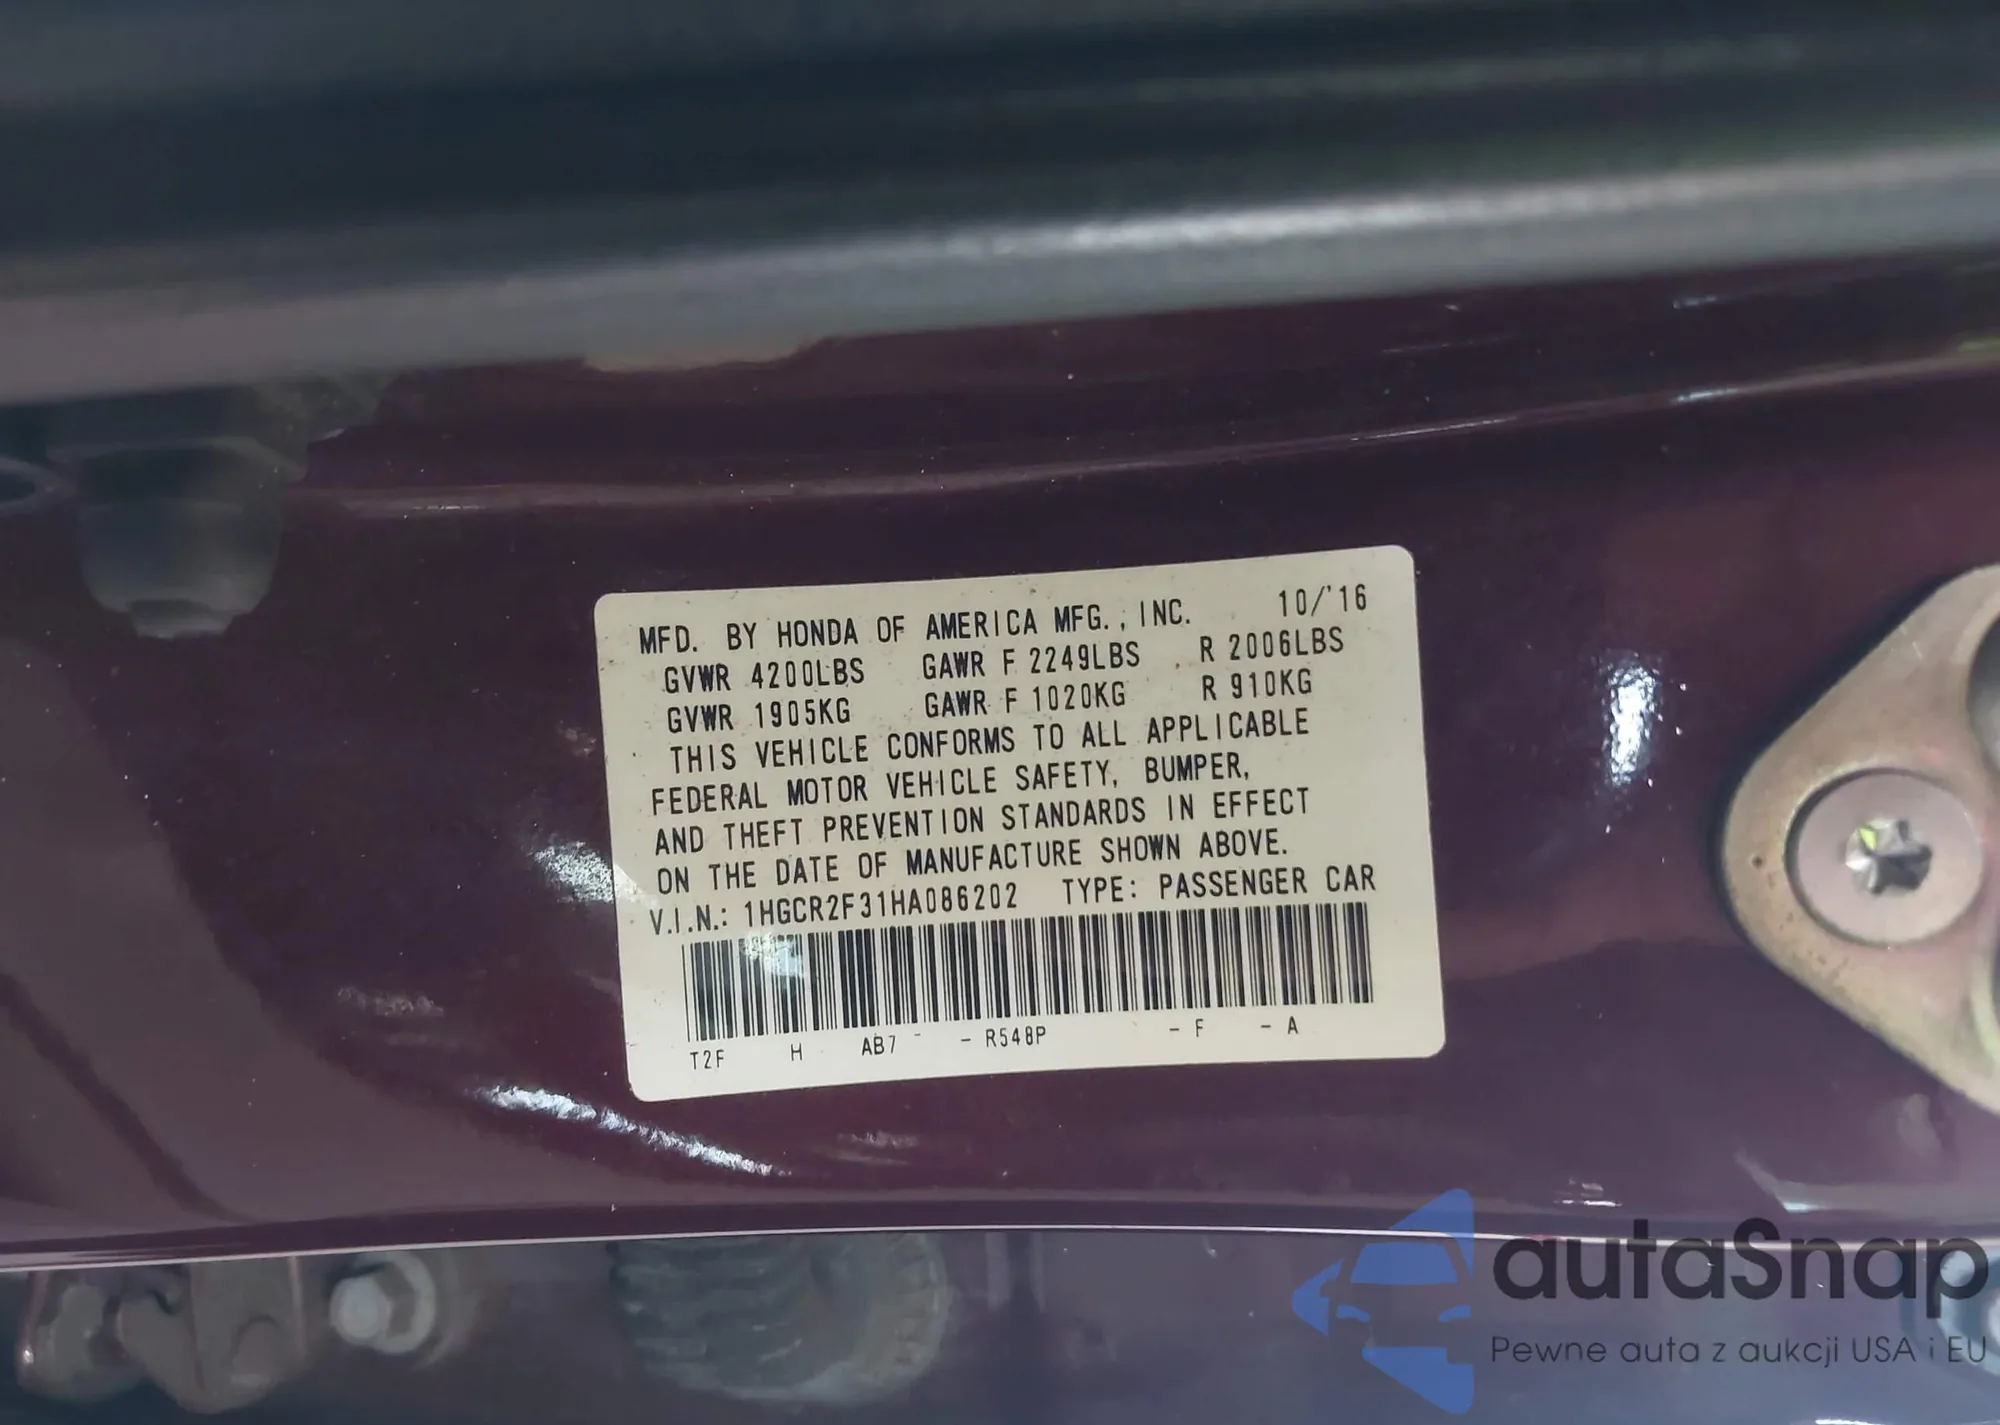 MFD. BY HONDA OF AMERICA MFG., INC. 10/'16
GVWR 4200LBS GAWR F 2249LBS R 2006LBS
GVWR 1905KG GAWR F 1020KG R 910KG
THIS VEHICLE CONFORMS TO ALL APPLICABLE
FEDERAL MOTOR VEHICLE SAFETY, BUMPER,
AND THEFT PREVENTION STANDARDS IN EFFECT
ON THE DATE OF MANUFACTURE SHOWN ABOVE.
V.I.N.: 1HGCR2F31HA086202 TYPE: PASSENGER CAR
T2F H AB7 - - R548P - F - A
autaSnap
Pewne auta z aukcji USA i EU